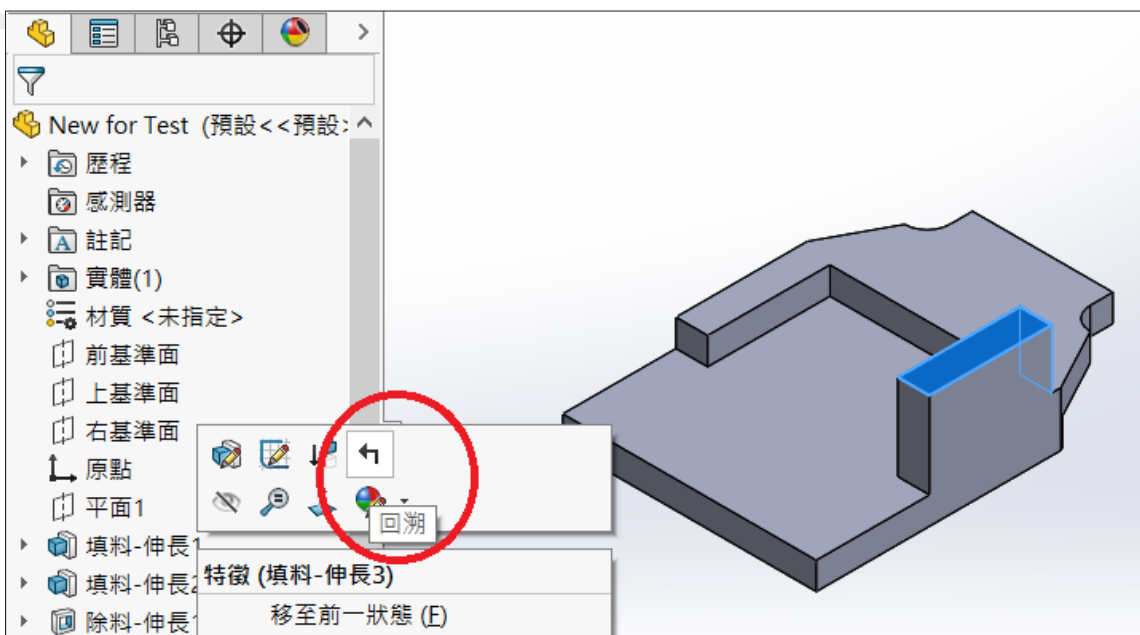 New for Test (預設<<預設>
歷程
感測器
註記
實體(1)
材質 <未指定>
前基準面
上基準面
右基準面
原點
平面1
回溯
填料-伸長1
特徵 (填料-伸長3)
填料-伸長2
移至前一狀態 (F)
除料-伸長1